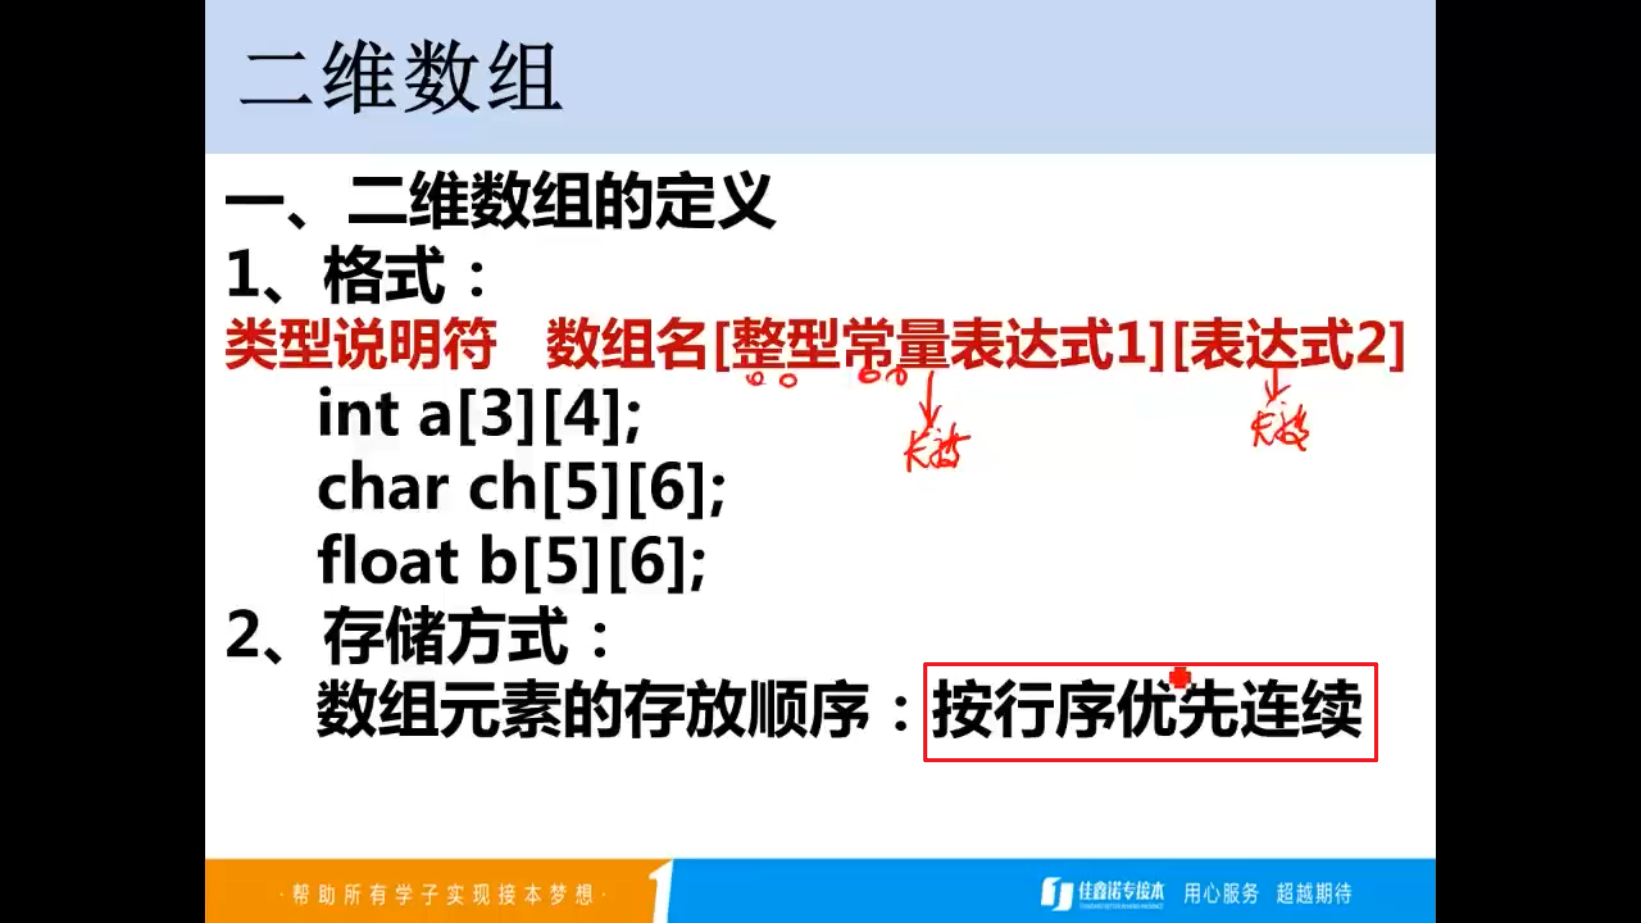 二维数组
一、二维数组的定义
1、格式：
类型说明符 数组名[整型常量表达式1][表达式2]
int a[3][4];
长度
长度
char ch[5][6];
float b[5][6];
2、存储方式：
数组元素的存放顺序：按行序优先连续
·帮助所有学子实现接本梦想·
佳鑫诺专接本
用心服务 超越期待